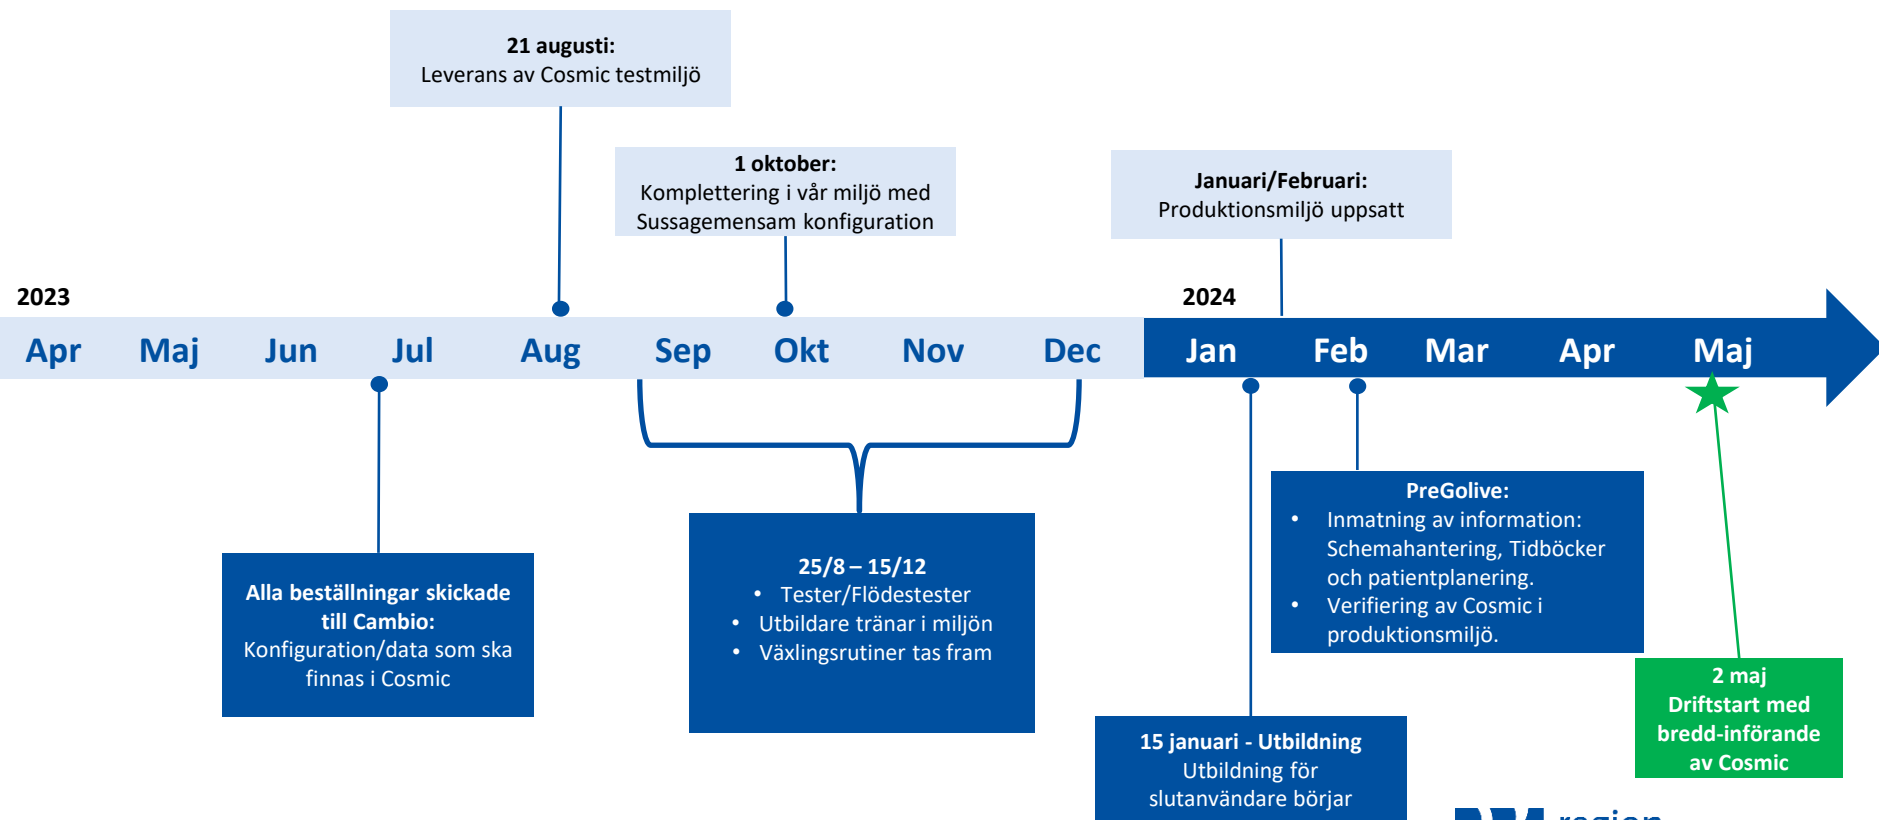 21 augusti:
Leverans av Cosmic testmiljö
1 oktober:
Komplettering i vår miljö med
Sussagemensam konfiguration
Januari/Februari:
Produktionsmiljö uppsatt
2023
2024
Apr Maj Jun Jul Aug Sep Okt Nov Dec Jan Feb Mar Apr Maj
Alla beställningar skickade
till Cambio:
Konfiguration/data som ska
finnas i Cosmic
25/8 – 15/12
• Tester/Flödestester
• Utbildare tränar i miljön
• Växlingsrutiner tas fram
PreGolive:
• Inmatning av information:
Schemahantering, Tidböcker
och patientplanering.
• Verifiering av Cosmic i
produktionsmiljö.
15 januari - Utbildning
Utbildning för
slutanvändare börjar
2 maj
Driftstart med
bredd-införande
av Cosmic
region